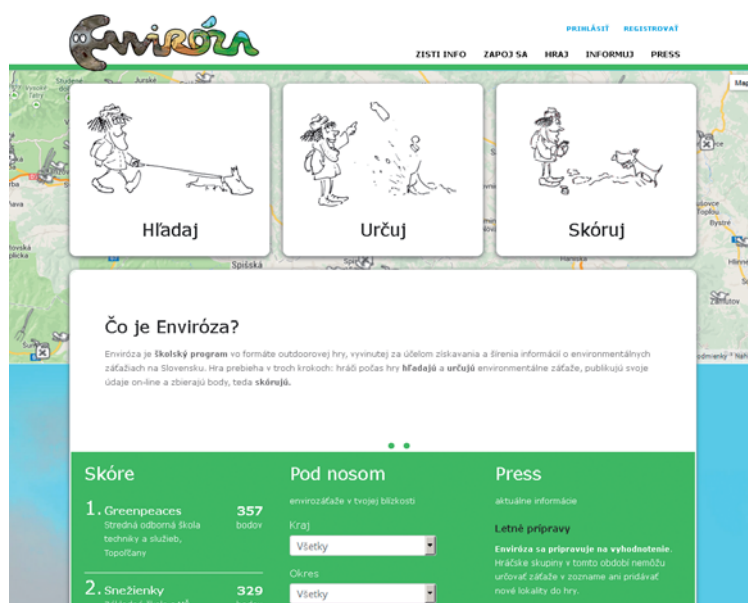 Enviróza
PRIHLÁSIŤ REGISTROVAŤ
ZISTI INFO ZAPOJ SA HRAJ INFORMUJ PRESS
Jurské
Tatry
Map
Hľadaj
Určuj
Skóruj
Bystré
Spišská
Čo je Enviróza?
Enviróza je školský program vo formáte outdoorovej hry, vyvinutej za účelom získavania a šírenia informácií o environmentálnych
záťažiach na Slovensku. Hra prebieha v troch krokoch: hráči počas hry hľadajú a určujú environmentálne záťaže, publikujú svoje
údaje on-line a zbierajú body, teda skórujú.
Skóre
1. Greenpeaces 357
Stredná odborná škola bodov
techniky a služieb,
Topoľčany
2. Snežienky 329
Pod nosom
envirozáťaže v tvojej blízkosti
Kraj
Všetky
Okres
Všetky
Press
aktuálne informácie
Letné prípravy
Enviróza sa pripravuje na vyhodnotenie.
Hráčske skupiny v tomto období nemôžu
určovať záťaže v zozname ani pridávať
nové lokality do hry.